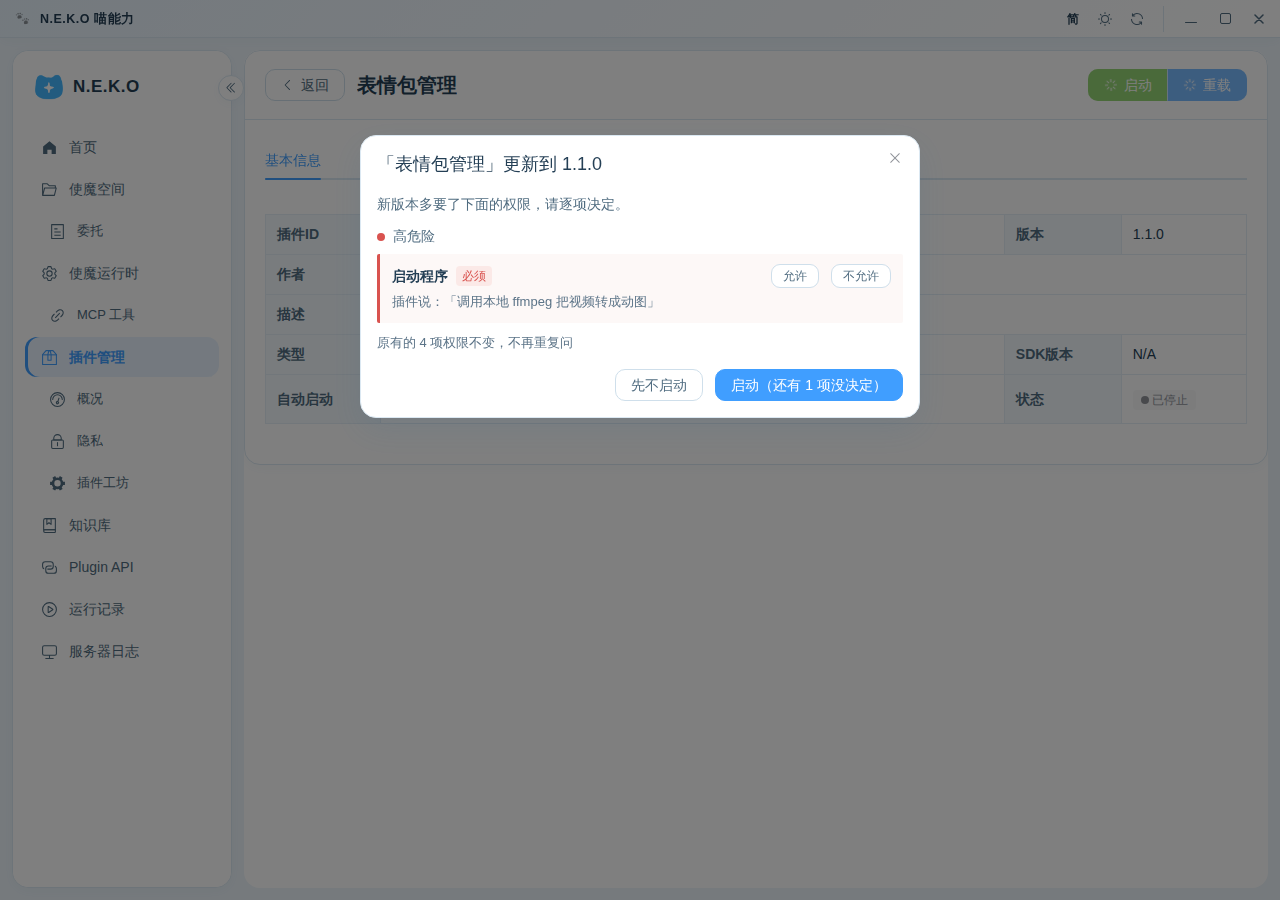 N.E.K.O 喵能力
简
N.E.K.O
返回
表情包管理
启动
重载
首页
使魔空间
委托
使魔运行时
MCP 工具
插件管理
概况
隐私
插件工坊
知识库
Plugin API
运行记录
服务器日志
基本信息
插件ID
版本
1.1.0
作者
描述
类型
SDK版本
N/A
自动启动
状态
已停止
「表情包管理」更新到 1.1.0
新版本多要了下面的权限，请逐项决定。
高危险
启动程序 必须
允许
不允许
插件说：「调用本地 ffmpeg 把视频转成动图」
原有的 4 项权限不变，不再重复问
先不启动
启动（还有 1 项没决定）